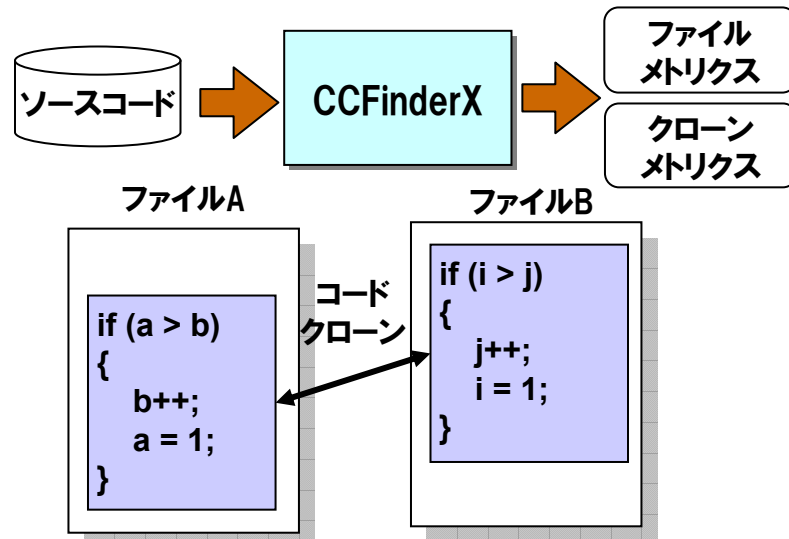 ソースコード
CCFinderX
ファイル
メトリクス
クローン
メトリクス
ファイルA
ファイルB
if (a > b)
{
b++;
a = 1;
}
コード
クローン
if (i > j)
{
j++;
i = 1;
}